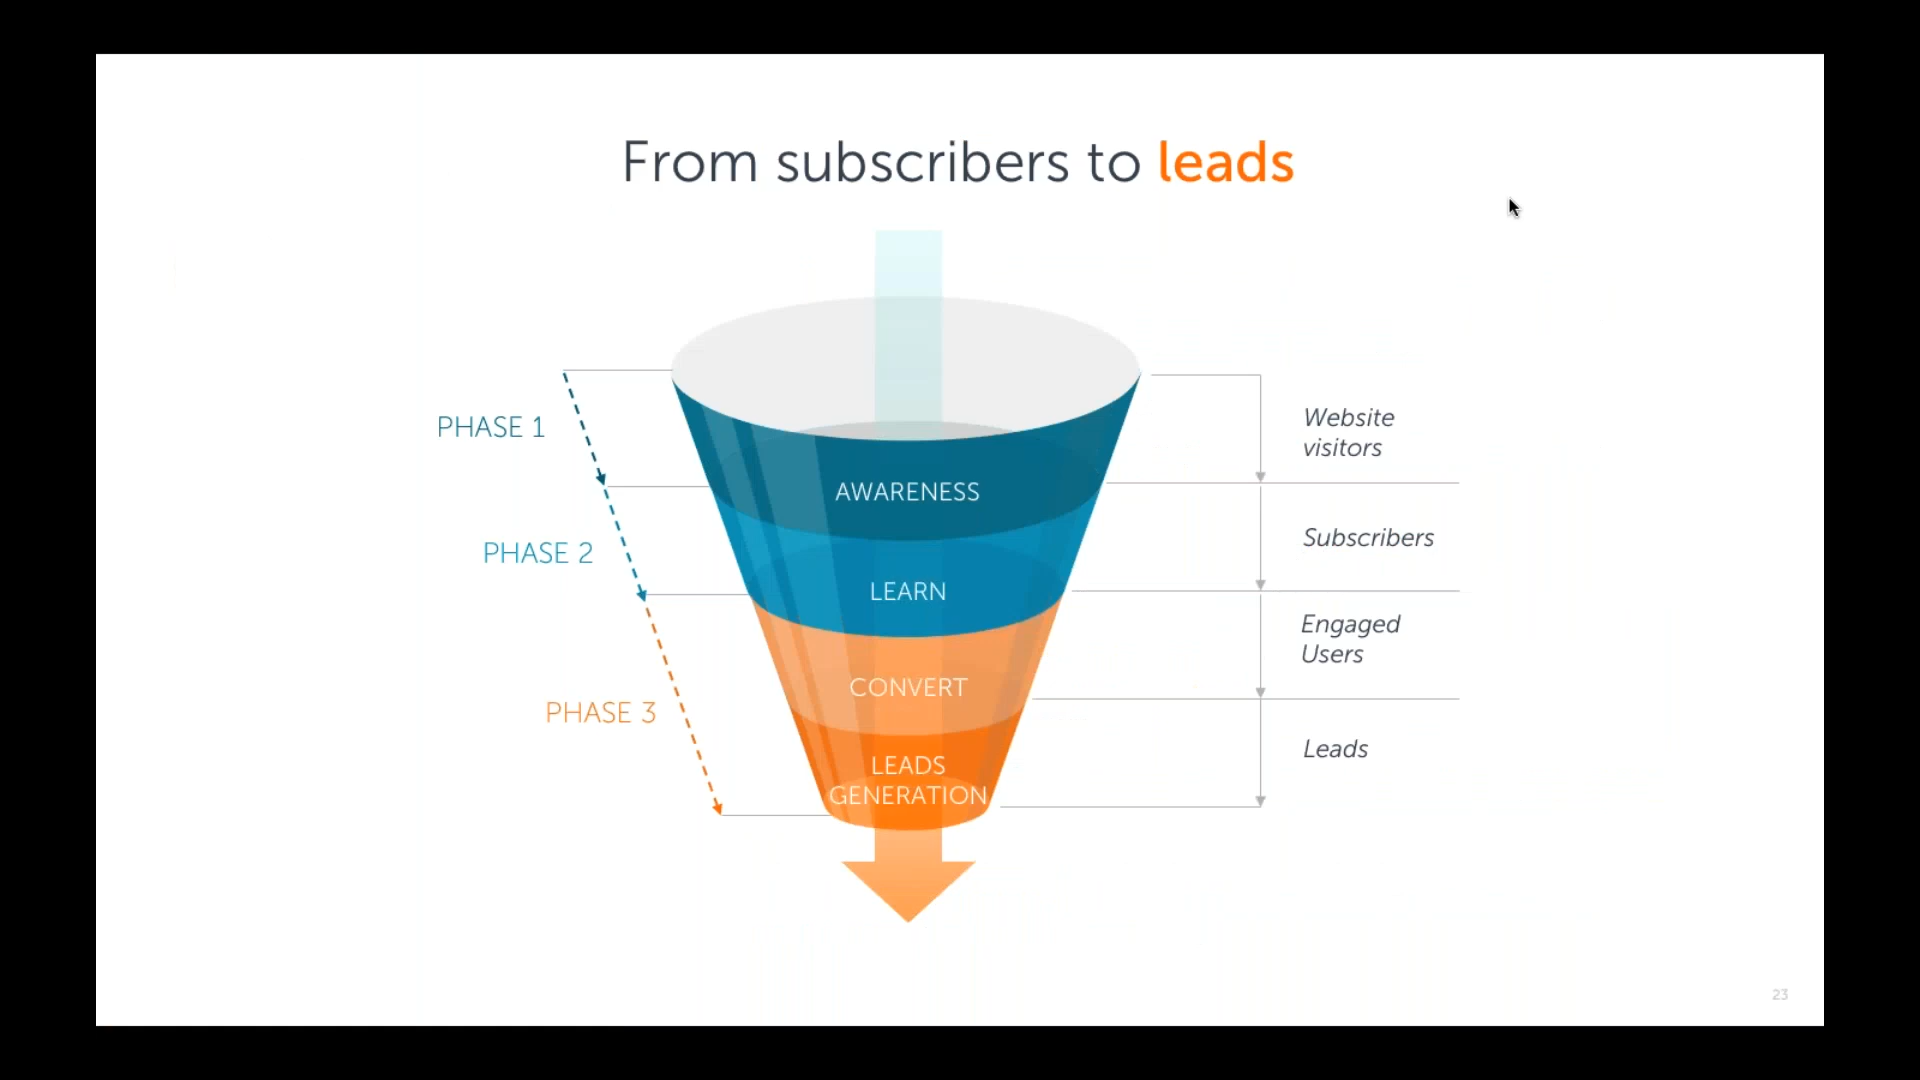 From subscribers to leads
PHASE 1
PHASE 2
PHASE 3
AWARENESS
LEARN
CONVERT
LEADS
GENERATION
Website
visitors
Subscribers
Engaged
Users
Leads
23